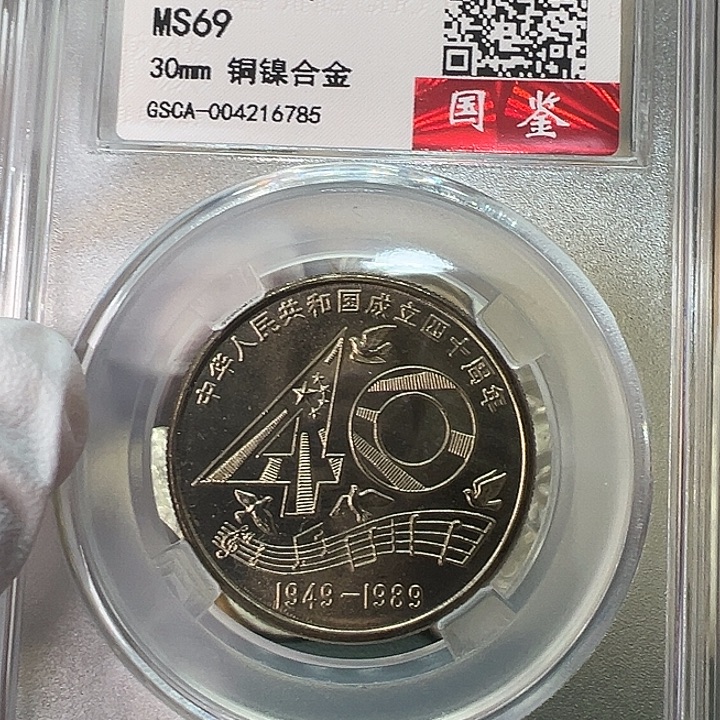 MS69
30mm 铜镍合金
GSCA-004216785
国鉴
中华人民共和国成立四十周年
40
1949-1989